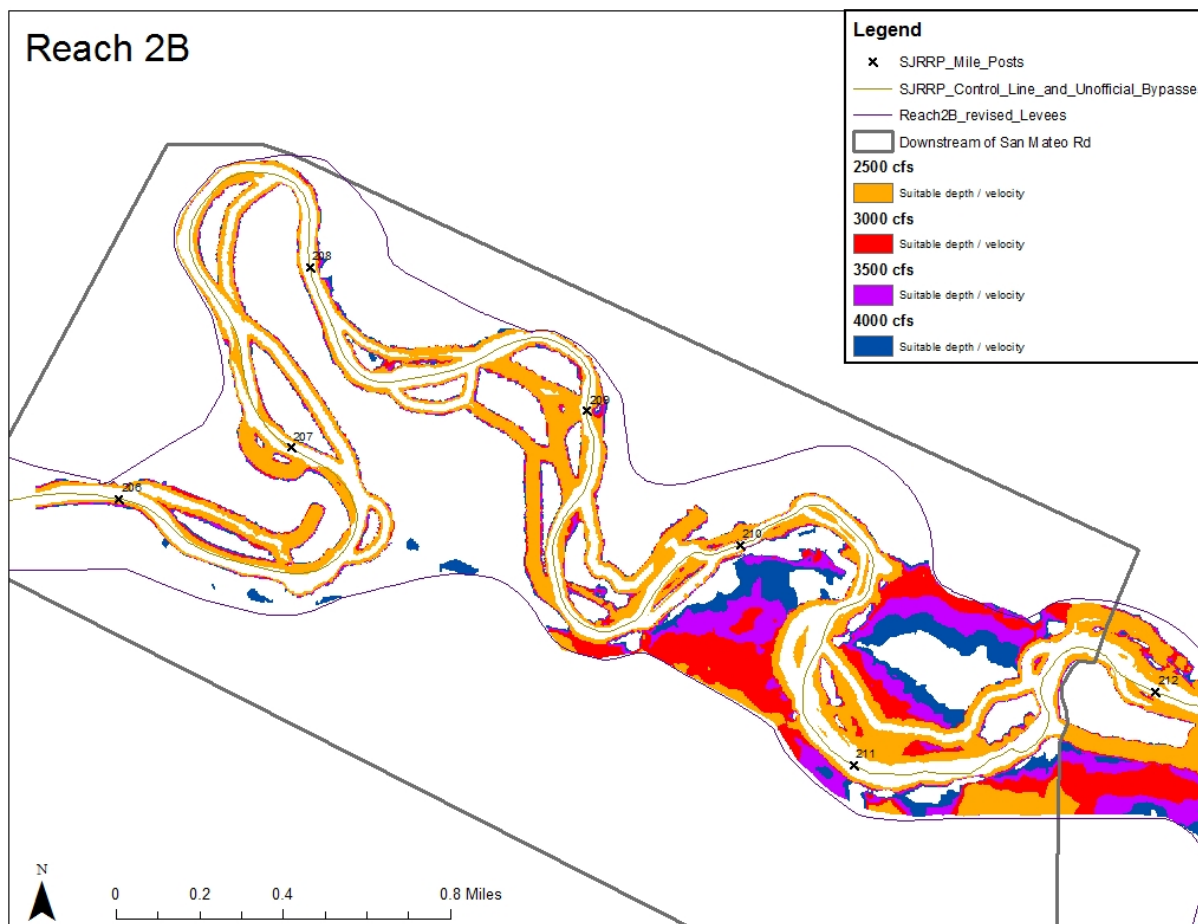 Reach 2B
Legend
SJRRP_Mile_Posts
SJRRP_Control_Line_and_Unofficial_Bypasse
Reach2B_revised_Levees
Downstream of San Mateo Rd
2500 cfs
Suitable depth / velocity
3000 cfs
Suitable depth / velocity
3500 cfs
Suitable depth / velocity
4000 cfs
Suitable depth / velocity
208
209
207
206
210
212
211
N
0 0.2 0.4 0.8 Miles